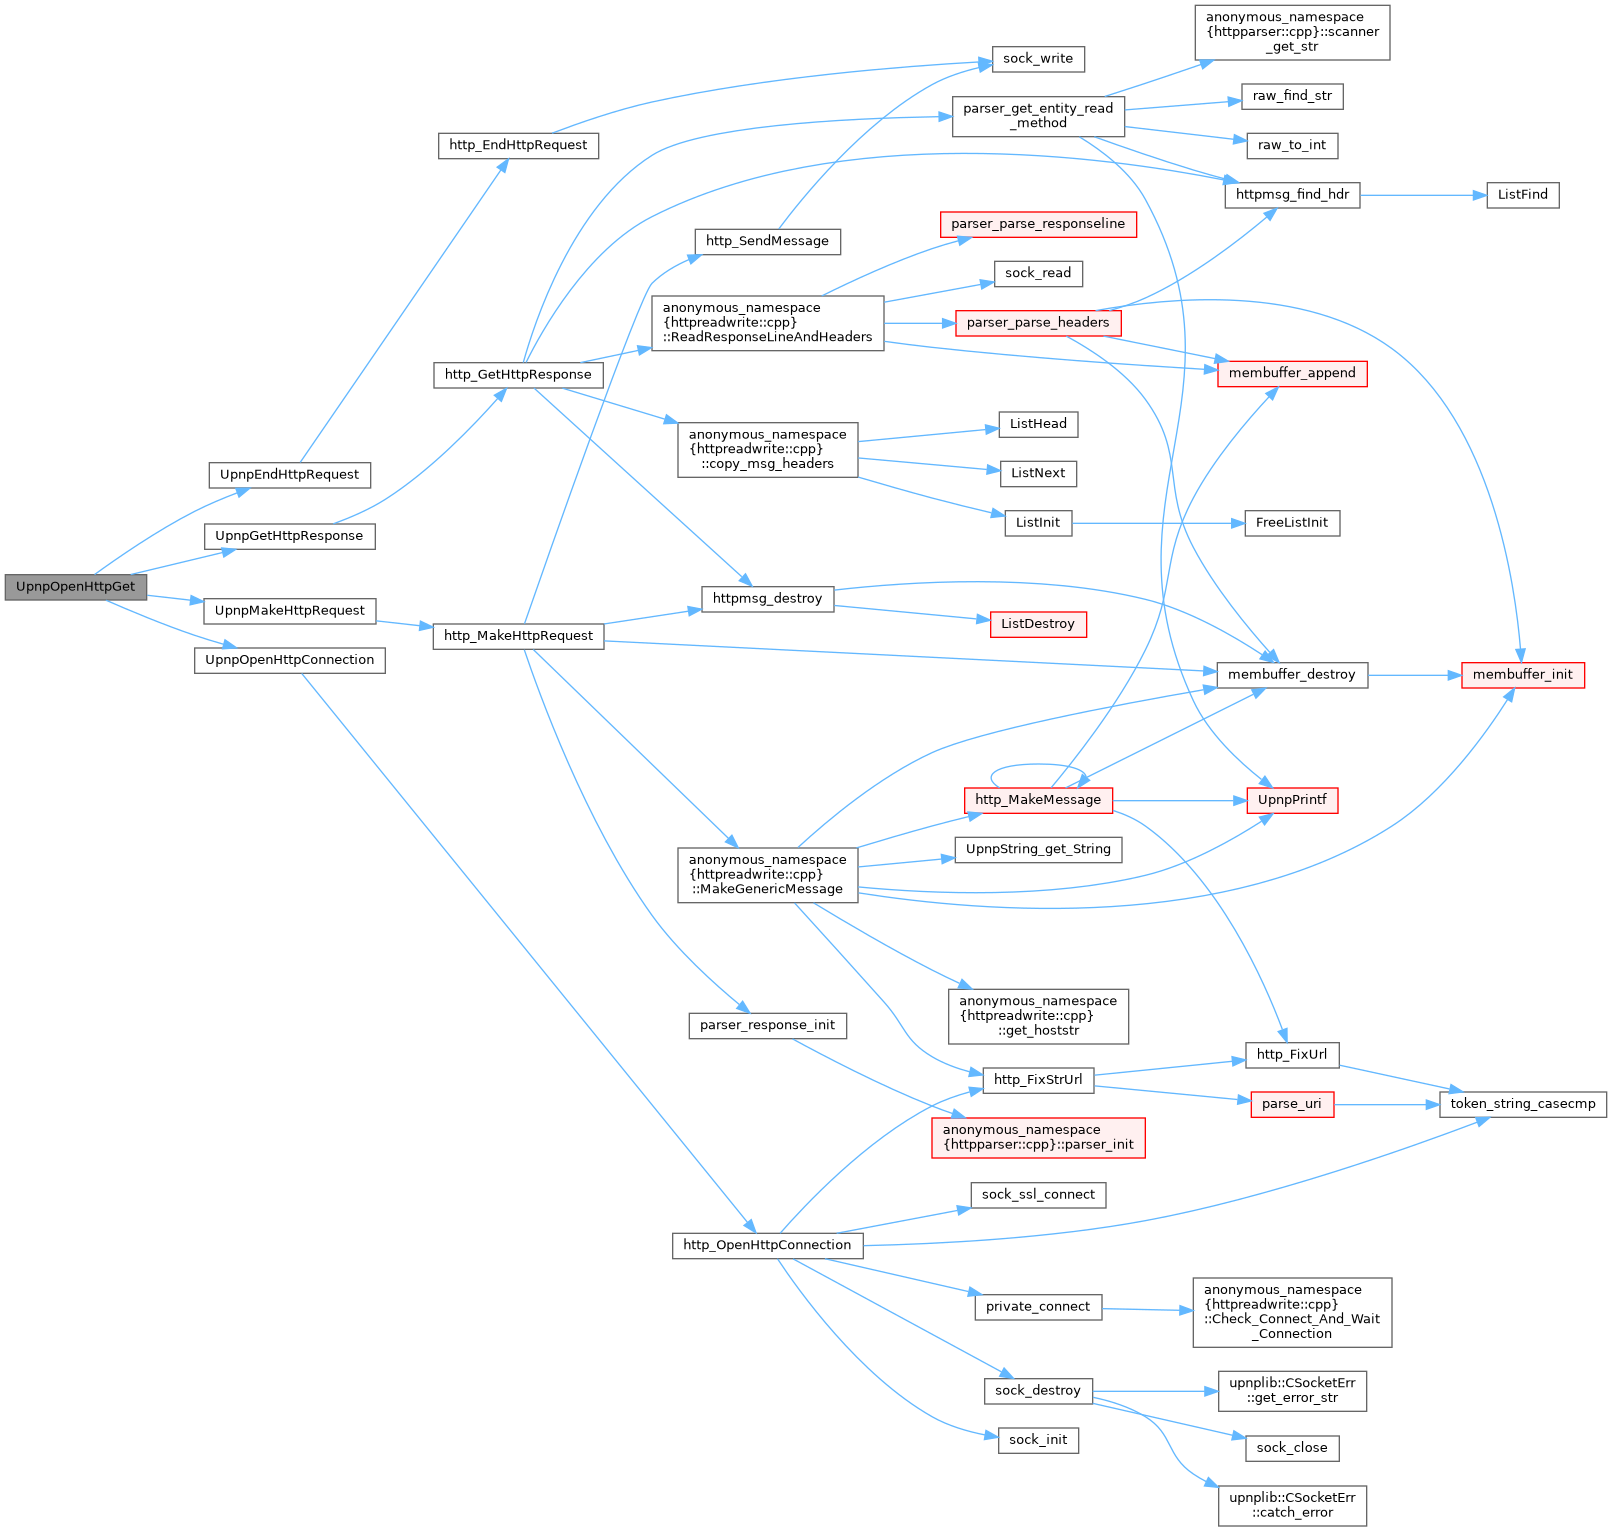 UpnpOpenHttpGet
UpnpEndHttpRequest
UpnpGetHttpResponse
UpnpMakeHttpRequest
UpnpOpenHttpConnection
http_EndHttpRequest
http_GetHttpResponse
http_MakeHttpRequest
http_SendMessage
anonymous_namespace
{httpreadwrite::cpp}
::ReadResponseLineAndHeaders
anonymous_namespace
{httpreadwrite::cpp}
::copy_msg_headers
httpmsg_destroy
anonymous_namespace
{httpreadwrite::cpp}
::MakeGenericMessage
parser_response_init
http_OpenHttpConnection
sock_write
parser_get_entity_read
_method
parser_parse_responseline
sock_read
parser_parse_headers
ListHead
ListNext
ListInit
ListDestroy
http_MakeMessage
UpnpString_get_String
anonymous_namespace
{httpreadwrite::cpp}
::get_hoststr
http_FixStrUrl
anonymous_namespace
{httpparser::cpp}::parser_init
sock_ssl_connect
private_connect
sock_destroy
sock_init
anonymous_namespace
{httpparser::cpp}::scanner
_get_str
raw_find_str
raw_to_int
httpmsg_find_hdr
membuffer_append
FreeListInit
membuffer_destroy
UpnpPrintf
http_FixUrl
parse_uri
anonymous_namespace
{httpreadwrite::cpp}
::Check_Connect_And_Wait
_Connection
upnplib::CSocketErr
::get_error_str
sock_close
upnplib::CSocketErr
::catch_error
ListFind
membuffer_init
token_string_casecmp